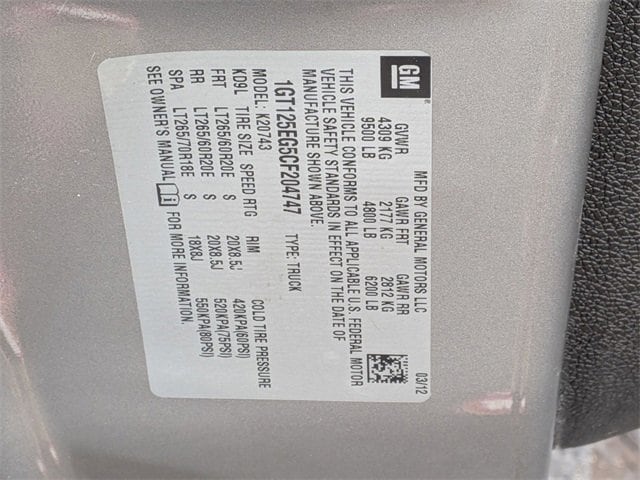 GM ®
MFD BY GENERAL MOTORS LLC 03/12
GVWR GAWR FRT GAWR RR
4309 KG 2177 KG 2812 KG
9500 LB 4800 LB 6200 LB
THIS VEHICLE CONFORMS TO ALL APPLICABLE U.S. FEDERAL MOTOR
VEHICLE SAFETY STANDARDS IN EFFECT ON THE DATE OF
MANUFACTURE SHOWN ABOVE.
1GT125EG5CF204747 TYPE: TRUCK
MODEL: K20743
KD9L TIRE SIZE SPEED RTG RIM COLD TIRE PRESSURE
FRT LT265/60R20E S 20X8.5J 420KPA(60PSI)
RR LT265/60R20E S 20X8.5J 520KPA(75PSI)
SPA LT265/70R18E S 18X8J 550KPA(80PSI)
SEE OWNER'S MANUAL FOR MORE INFORMATION.